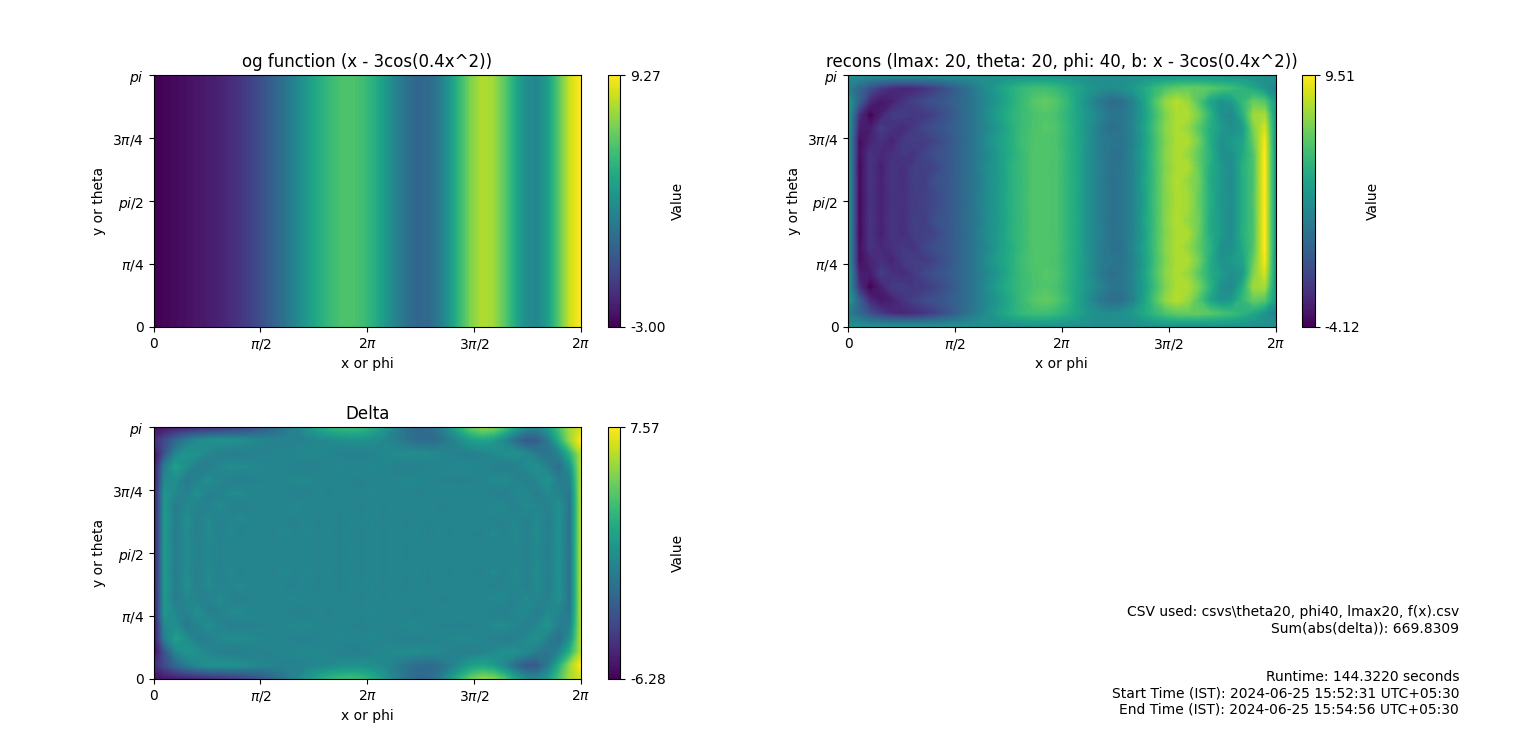 og function (x - 3cos(0.4x^2))
pi
3π/4
pi/2
π/4
0
y or theta
0 π/2 2π 3π/2 2π
x or phi
9.27
-3.00
Value
recons (lmax: 20, theta: 20, phi: 40, b: x - 3cos(0.4x^2))
pi
3π/4
pi/2
π/4
0
y or theta
0 π/2 2π 3π/2 2π
x or phi
9.51
-4.12
Value
Delta
pi
3π/4
pi/2
π/4
0
y or theta
0 π/2 2π 3π/2 2π
x or phi
7.57
-6.28
Value
CSV used: csvs\theta20, phi40, lmax20, f(x).csv
Sum(abs(delta)): 669.8309
Runtime: 144.3220 seconds
Start Time (IST): 2024-06-25 15:52:31 UTC+05:30
End Time (IST): 2024-06-25 15:54:56 UTC+05:30